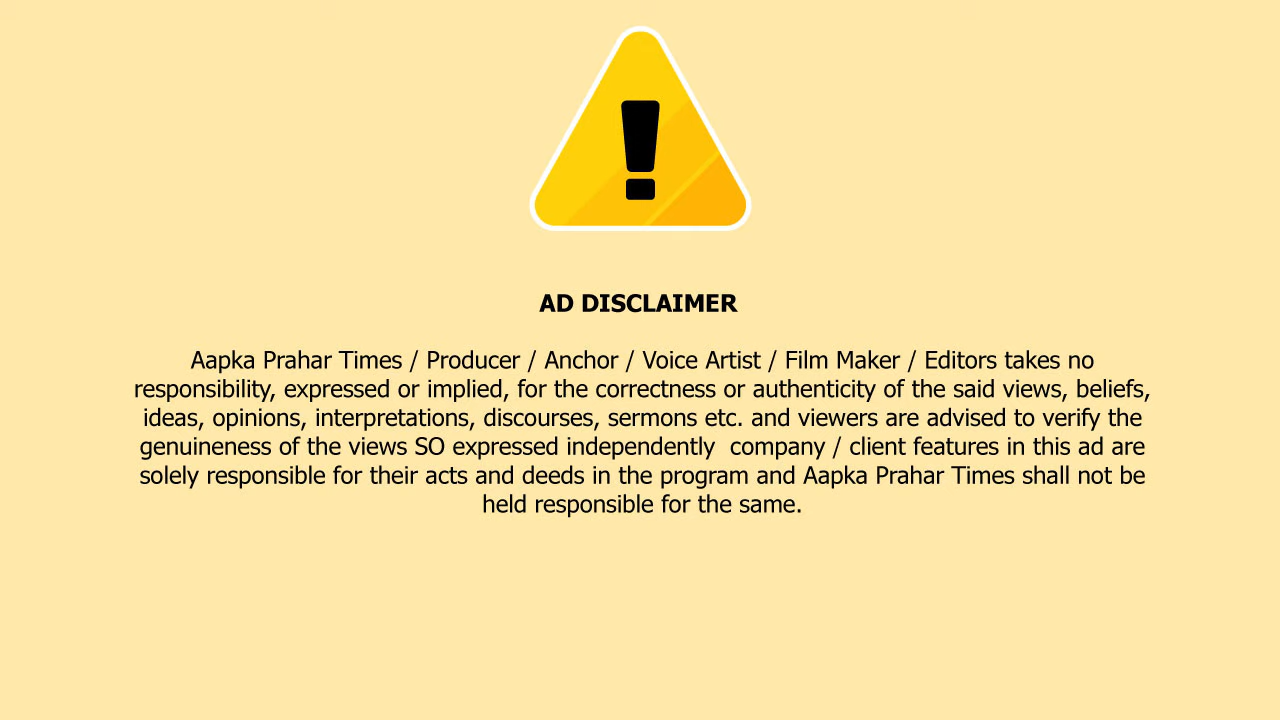 AD DISCLAIMER
Aapka Prahar Times / Producer / Anchor / Voice Artist / Film Maker / Editors takes no
responsibility, expressed or implied, for the correctness or authenticity of the said views, beliefs,
ideas, opinions, interpretations, discourses, sermons etc. and viewers are advised to verify the
genuineness of the views SO expressed independently  company / client features in this ad are
solely responsible for their acts and deeds in the program and Aapka Prahar Times shall not be
held responsible for the same.